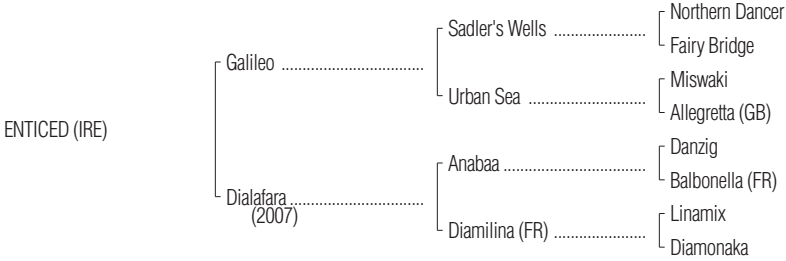 Northern Dancer
Sadler's Wells ......................
Fairy Bridge
Galileo ..................................
Miswaki
Urban Sea ............................
Allegretta (GB)
ENTICED (IRE)
Danzig
Anabaa ..................................
Balbonella (FR)
Dialafara ................................
(2007)
Linamix
Diamilina (FR) ......................
Diamonaka